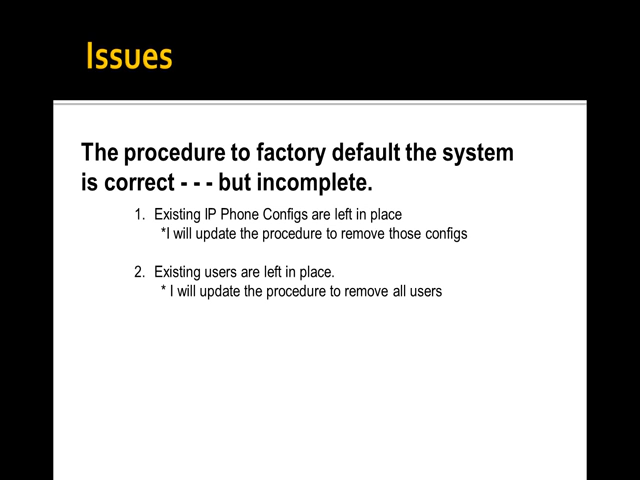 Issues
The procedure to factory default the system
is correct - - - but incomplete.
1. Existing IP Phone Configs are left in place
*I will update the procedure to remove those configs
2. Existing users are left in place.
* I will update the procedure to remove all users